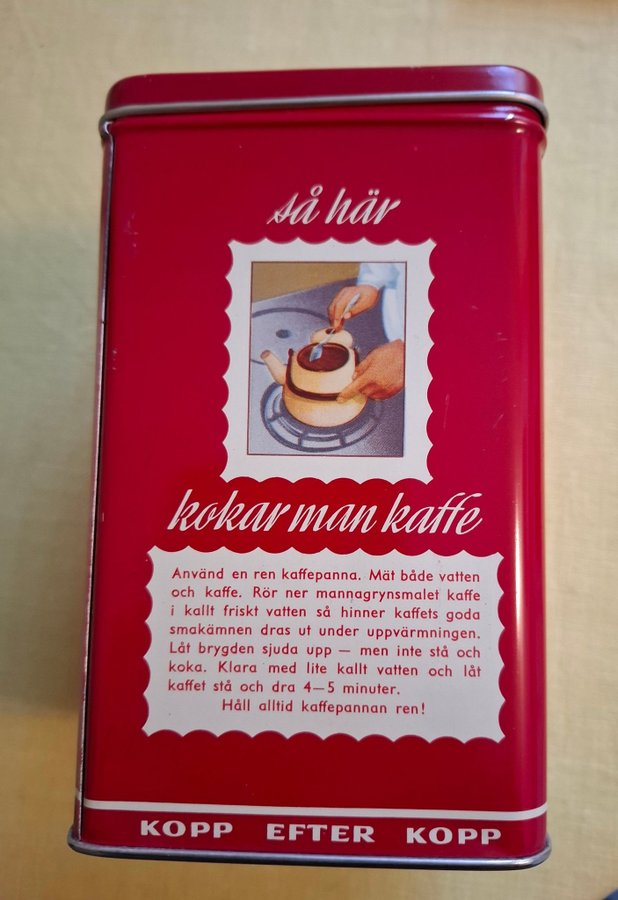 så här
kokar man kaffe
Använd en ren kaffepanna. Mät både vatten
och kaffe. Rör ner mannagrynsmalet kaffe
i kallt friskt vatten så hinner kaffets goda
smakämnen dras ut under uppvärmningen.
Låt brygden sjuda upp — men inte stå och
koka. Klara med lite kallt vatten och låt
kaffet stå och dra 4—5 minuter.
Håll alltid kaffepannan ren!
KOPP EFTER KOPP